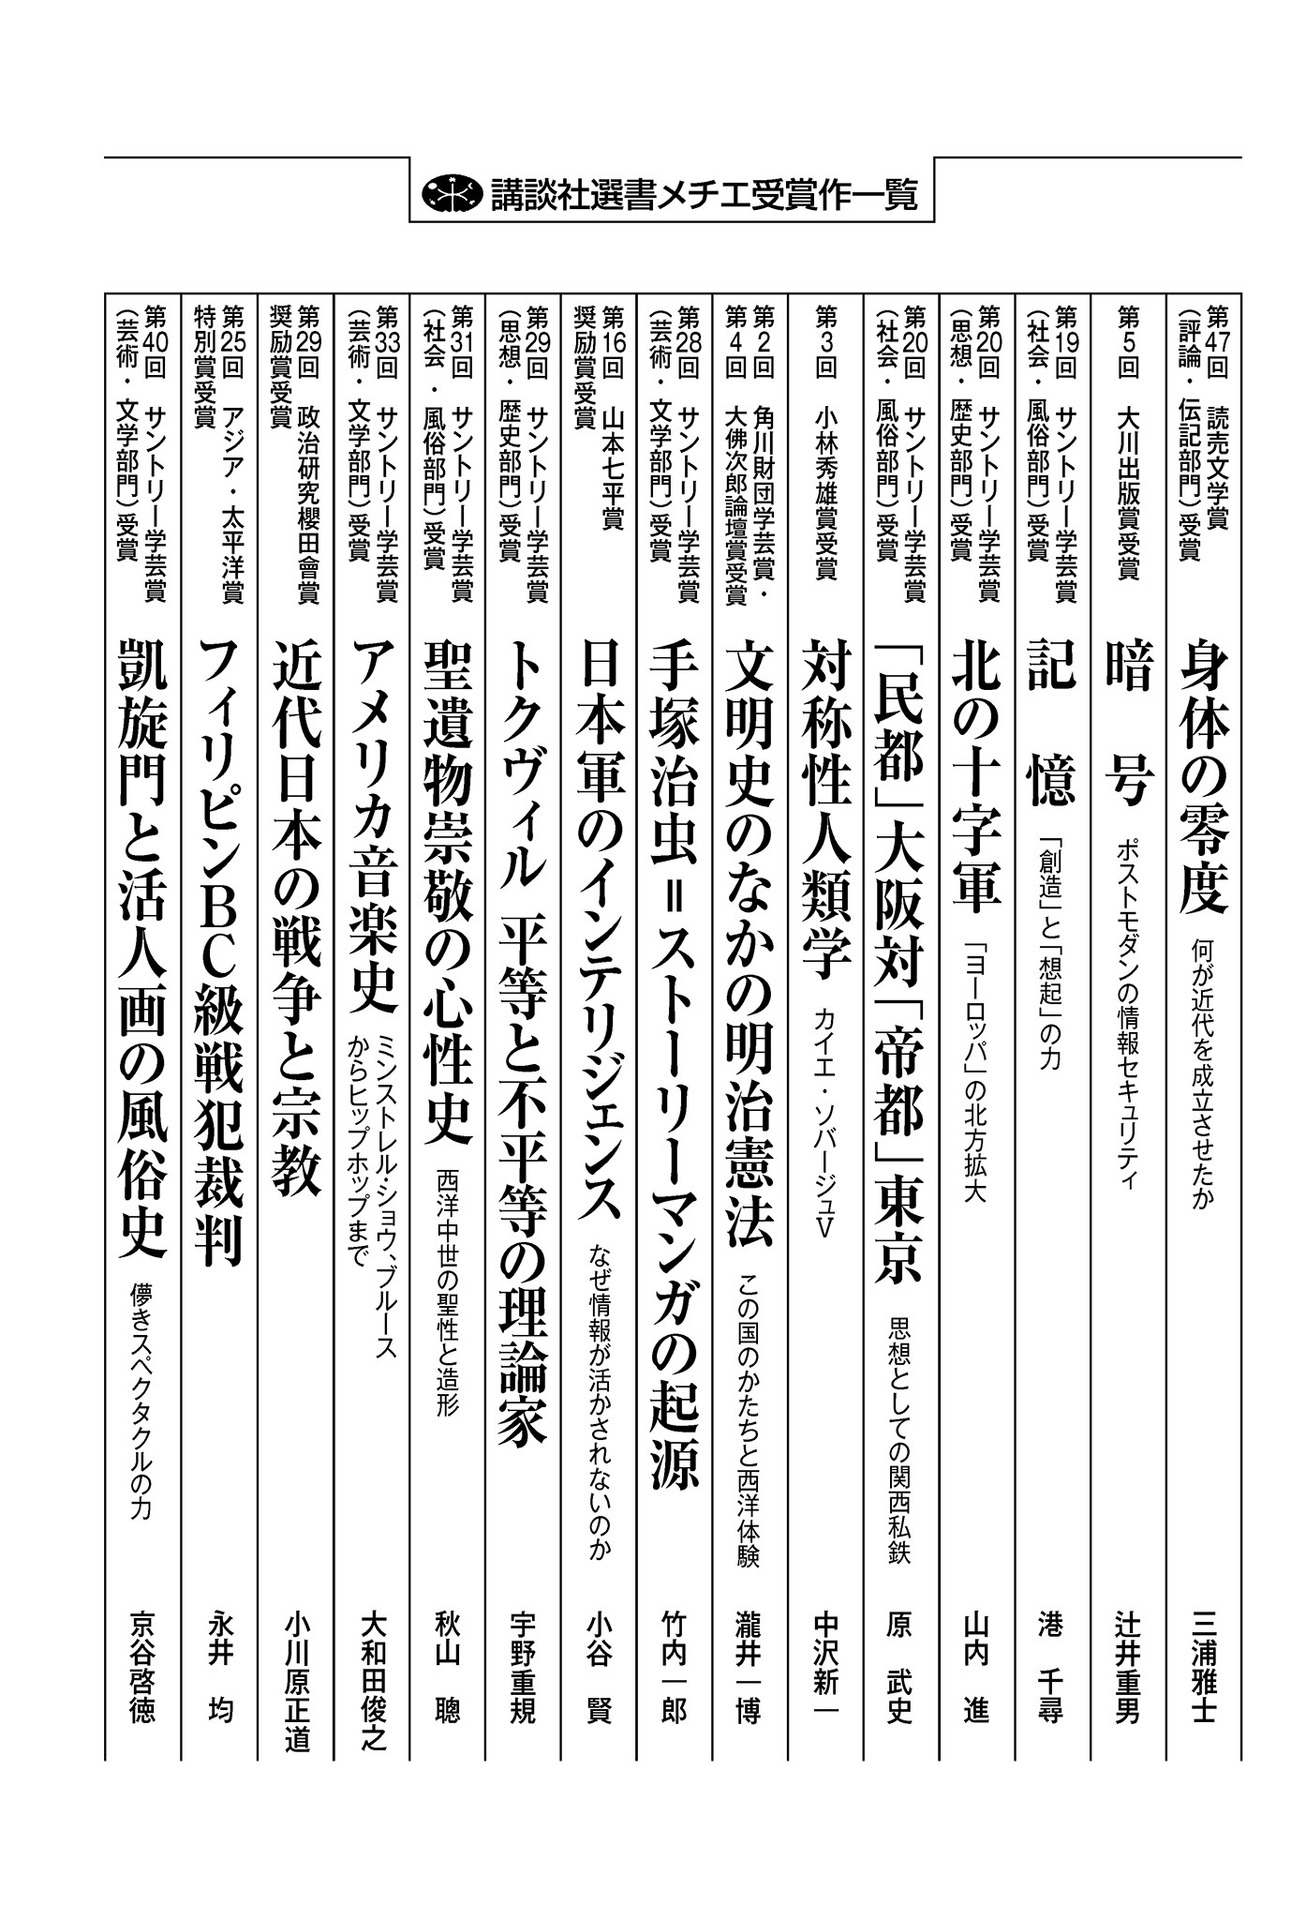 講談社選書メチエ受賞作一覧
第47回　読売文学賞
（評論・伝記部門）受賞
身体の零度
何が近代を成立させたか
三浦雅士
第5回　大川出版賞受賞
暗　号
ポストモダンの情報セキュリティ
辻井重男
第19回　サントリー学芸賞
（社会・風俗部門）受賞
記　憶
「創造」と「想起」の力
港　千尋
第20回　サントリー学芸賞
（思想・歴史部門）受賞
北の十字軍
「ヨーロッパ」の北方拡大
山内　進
第20回　サントリー学芸賞
（社会・風俗部門）受賞
「民都」大阪対「帝都」東京
思想としての関西私鉄
原　武史
第3回　小林秀雄賞受賞
対称性人類学
カイエ・ソバージュⅤ
中沢新一
第2回　角川財団学芸賞・
第4回　大佛次郎論壇賞受賞
文明史のなかの明治憲法
この国のかたちと西洋体験
瀧井一博
第28回　サントリー学芸賞
（芸術・文学部門）受賞
手塚治虫＝ストーリーマンガの起源
竹内一郎
第16回　山本七平賞
奨励賞受賞
日本軍のインテリジェンス
なぜ情報が活かされないのか
小谷　賢
第29回　サントリー学芸賞
（思想・歴史部門）受賞
トクヴィル　平等と不平等の理論家
宇野重規
第31回　サントリー学芸賞
（社会・風俗部門）受賞
聖遺物崇敬の心性史
西洋中世の聖性と造形
秋山　聰
第33回　サントリー学芸賞
（芸術・文学部門）受賞
アメリカ音楽史
ミンストレル・ショウ、ブルース
からヒップホップまで
大和田俊之
第29回　政治研究櫻田會賞
奨励賞受賞
近代日本の戦争と宗教
小川原正道
第25回　アジア・太平洋賞
特別賞受賞
フィリピンＢＣ級戦犯裁判
永井　均
第40回　サントリー学芸賞
（芸術・文学部門）受賞
凱旋門と活人画の風俗史
儚きスペクタクルの力
京谷啓徳